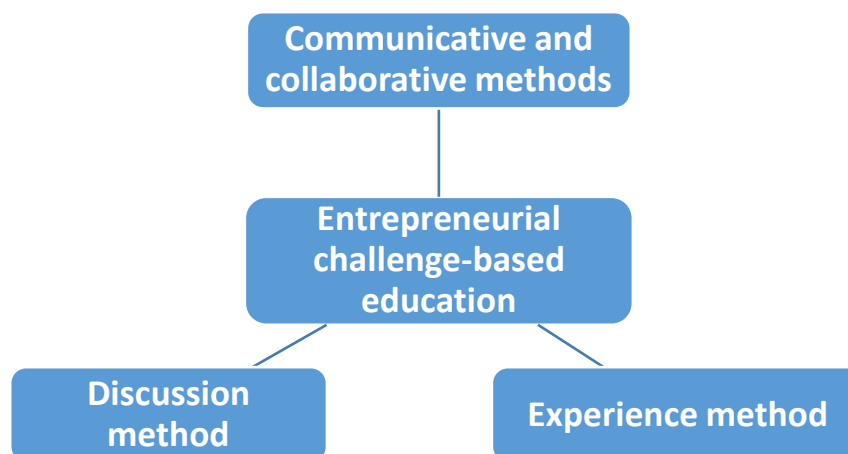 Communicative and
collaborative methods
Entrepreneurial
challenge-based
education
Discussion
method
Experience method